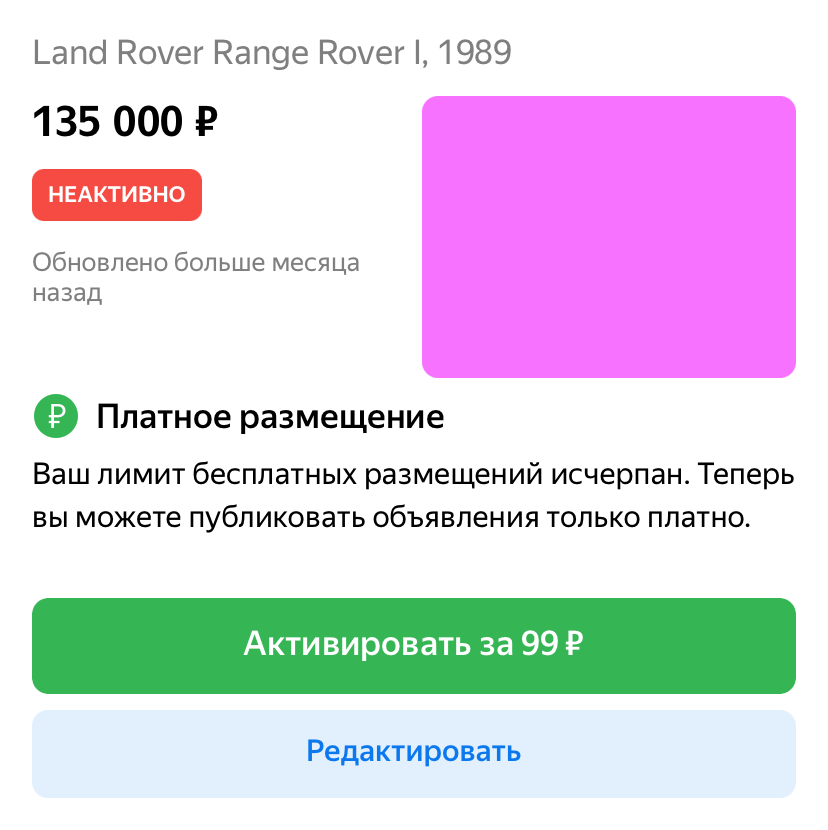 Land Rover Range Rover I, 1989
135 000 ₽
НЕАКТИВНО
Обновлено больше месяца
назад
₽ Платное размещение
Ваш лимит бесплатных размещений исчерпан. Теперь
вы можете публиковать объявления только платно.
Активировать за 99 ₽
Редактировать